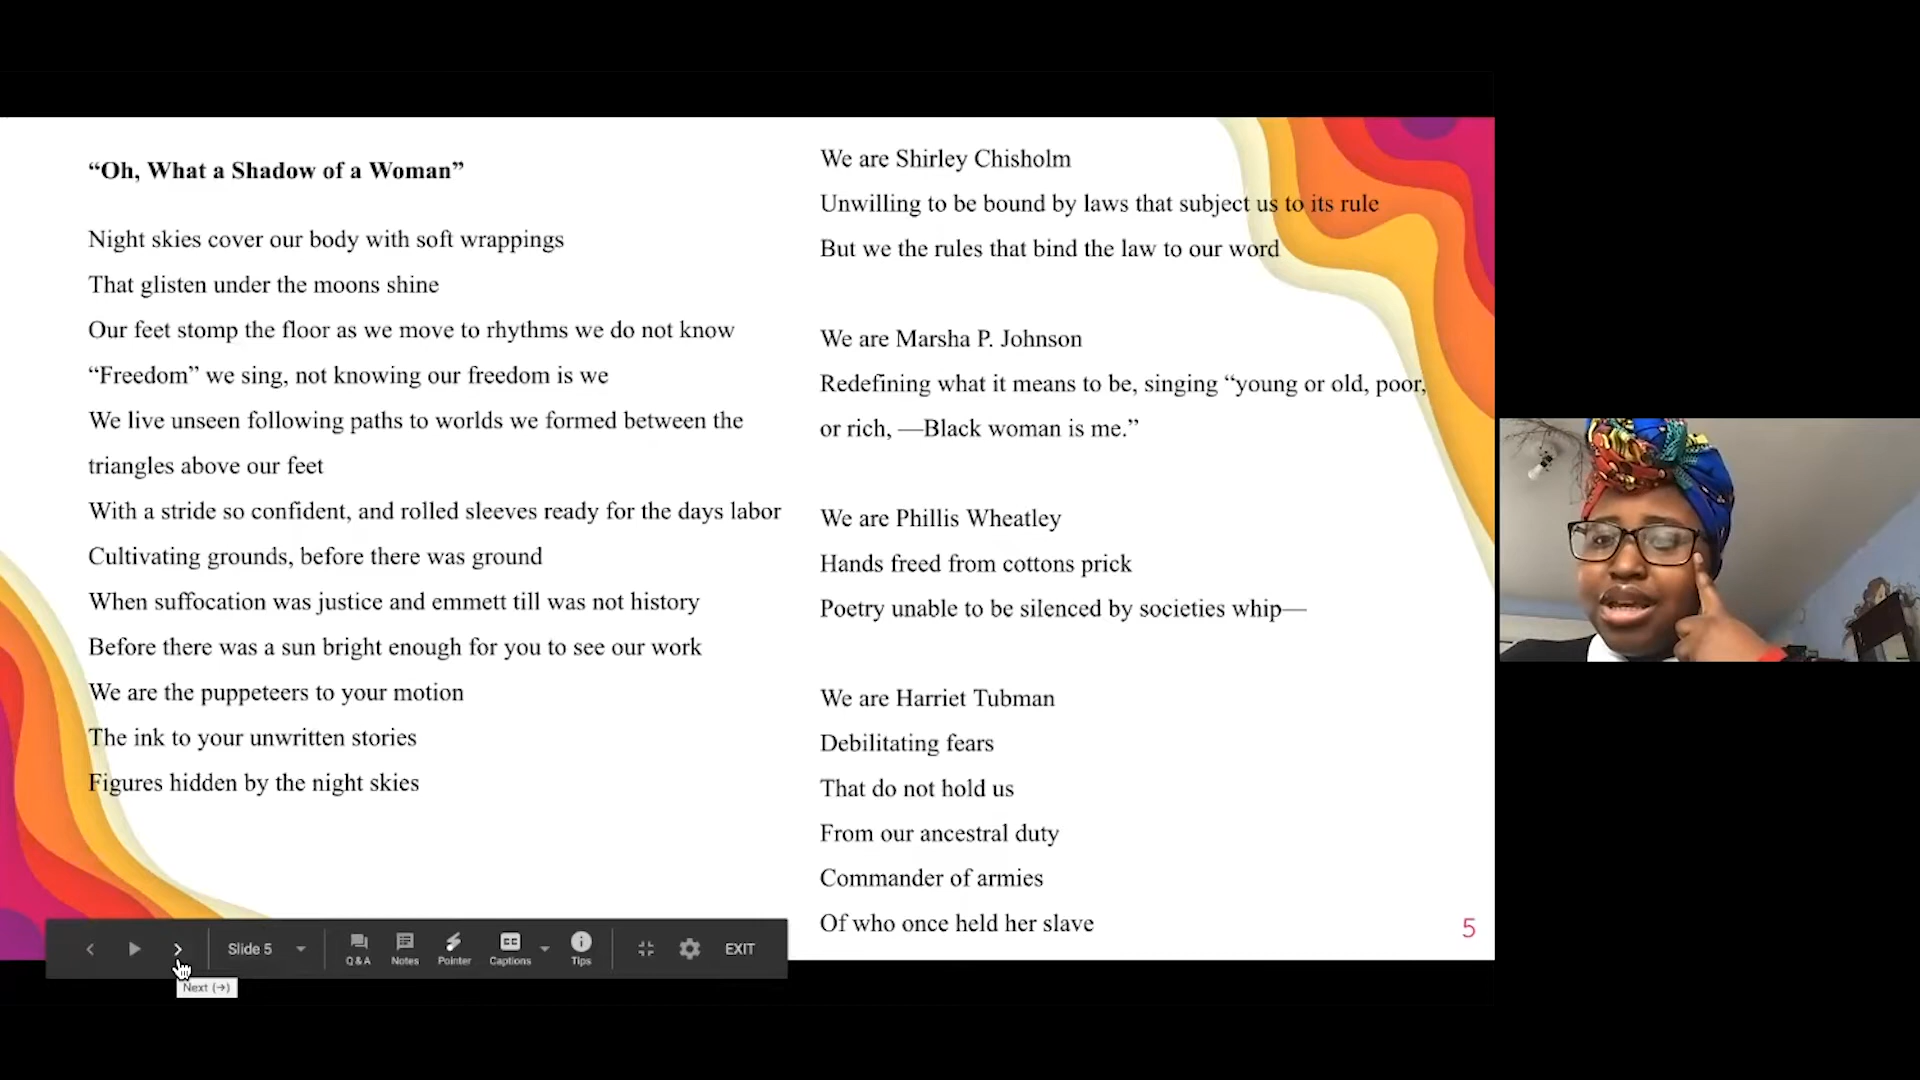 “Oh, What a Shadow of a Woman”
Night skies cover our body with soft wrappings
That glisten under the moons shine
Our feet stomp the floor as we move to rhythms we do not know
“Freedom” we sing, not knowing our freedom is we
We live unseen following paths to worlds we formed between the
triangles above our feet
With a stride so confident, and rolled sleeves ready for the days labor
Cultivating grounds, before there was ground
When suffocation was justice and emmett till was not history
Before there was a sun bright enough for you to see our work
We are the puppeteers to your motion
The ink to your unwritten stories
Figures hidden by the night skies
We are Shirley Chisholm
Unwilling to be bound by laws that subject us to its rule
But we the rules that bind the law to our word
We are Marsha P. Johnson
Redefining what it means to be, singing “young or old, poor,
or rich, —Black woman is me.”
We are Phillis Wheatley
Hands freed from cottons prick
Poetry unable to be silenced by societies whip—
We are Harriet Tubman
Debilitating fears
That do not hold us
From our ancestral duty
Commander of armies
Of who once held her slave
5
Slide 5
Q&A
Notes
Pointer
CC
Captions
Tips
EXIT
Next (→)